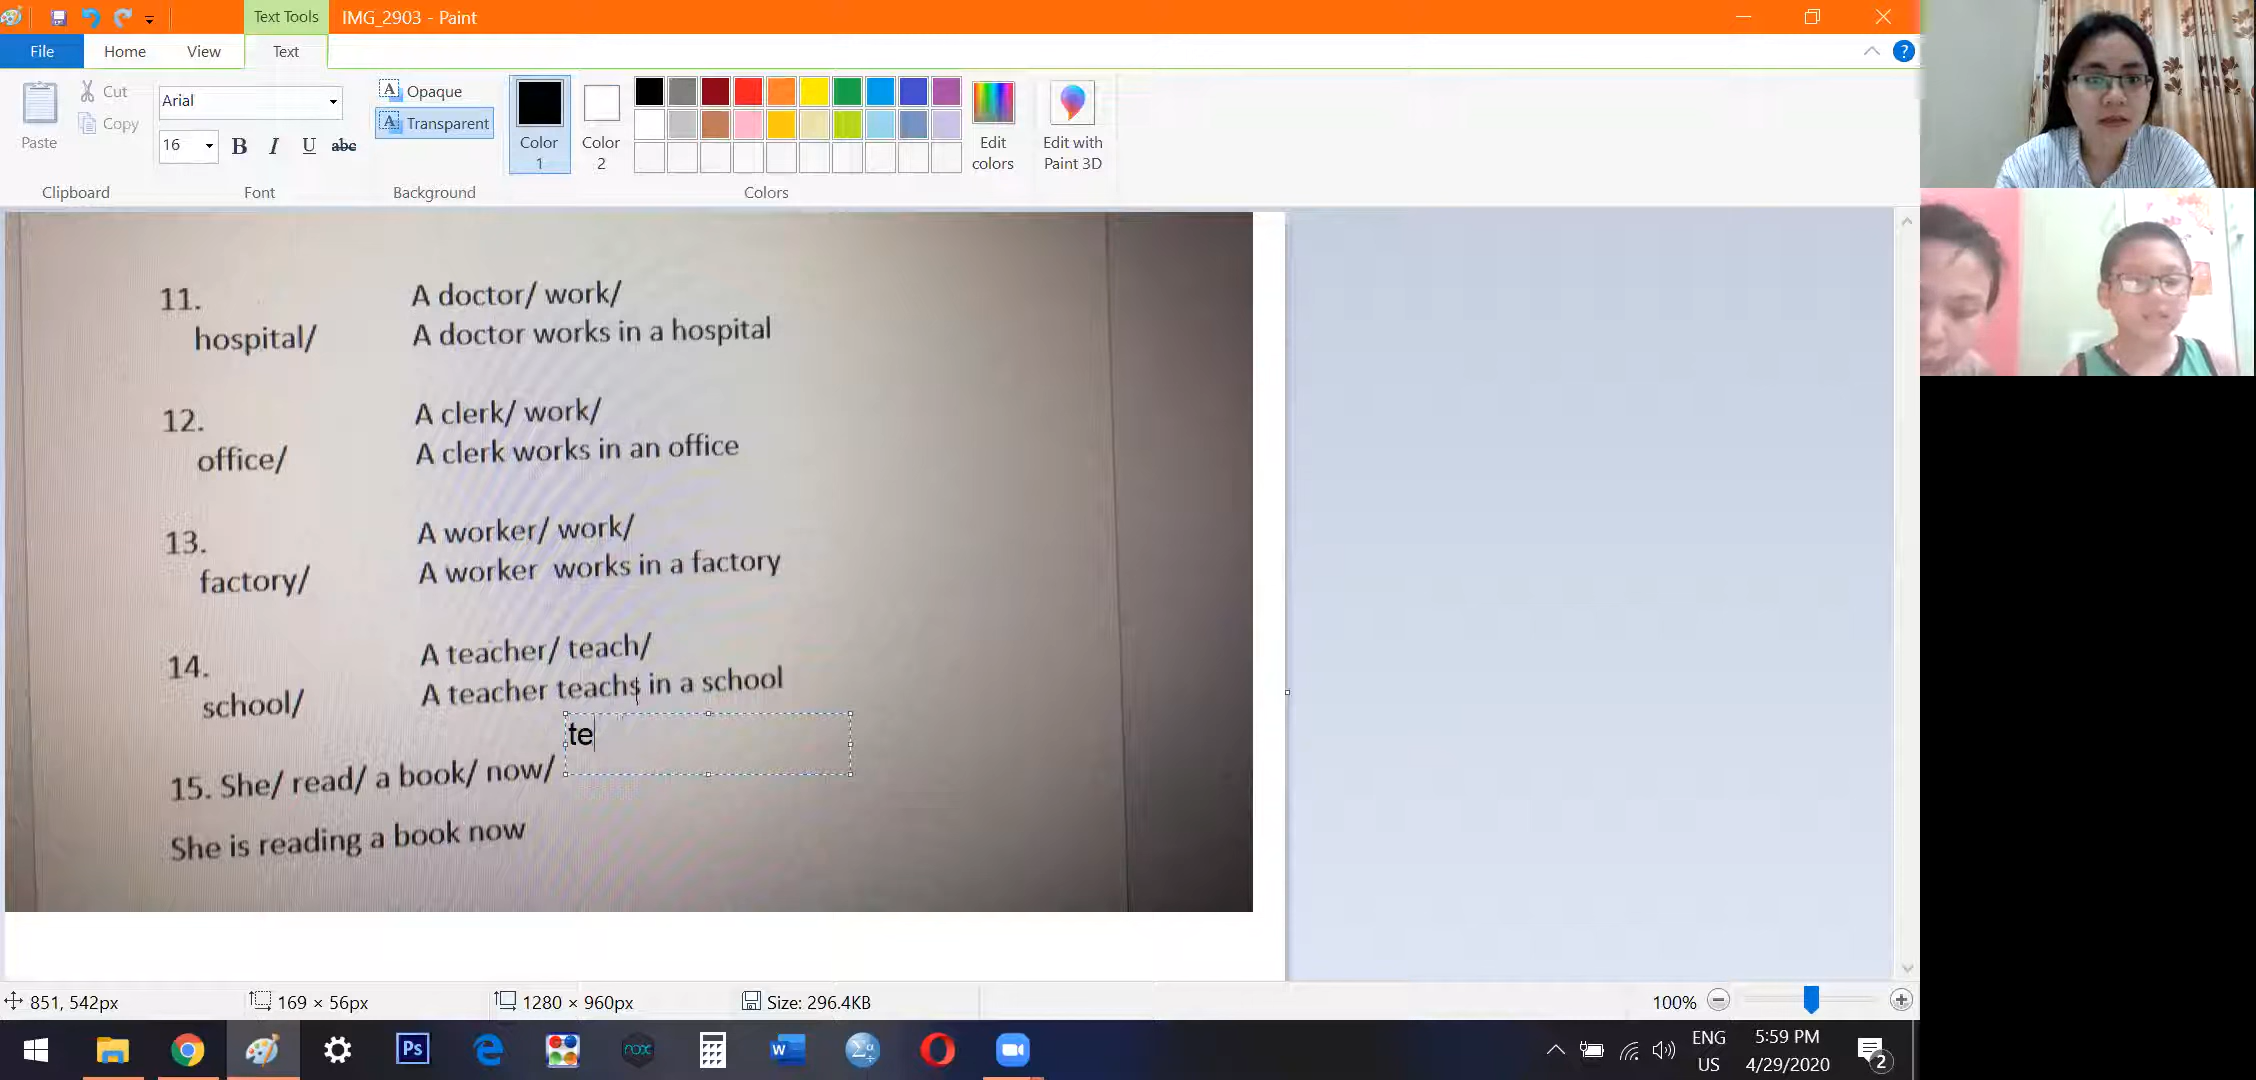 Text Tools
IMG_2903 - Paint
File
Home
View
Text
?
Paste
Cut
Copy
Clipboard
Arial
16
B I U abc
Font
A Opaque
A Transparent
Background
Color 1
Color 2
Colors
Edit colors
Edit with Paint 3D
11. A doctor/ work/
hospital/ A doctor works in a hospital
12. A clerk/ work/
office/ A clerk works in an office
13. A worker/ work/
factory/ A worker works in a factory
14. A teacher/ teach/
school/ A teacher teachs in a school
te
15. She/ read/ a book/ now/
She is reading a book now
851, 542px
169 × 56px
1280 × 960px
Size: 296.4KB
100%
Ps
nox
W
Σα
ENG
US
5:59 PM
4/29/2020
2